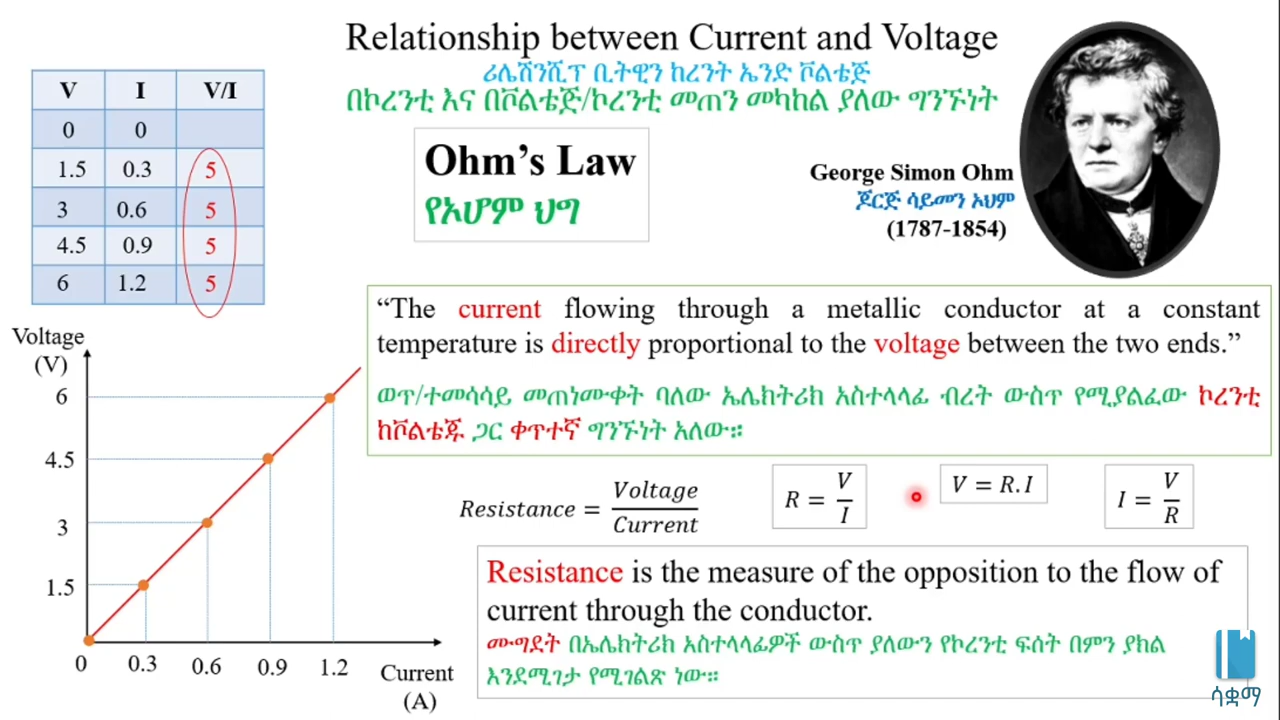 Relationship between Current and Voltage
ሪሌሽንሺፕ ቢትዊን ከረንት ኤንድ ቮልቴጅ
በኮረንቲ እና በቮልቴጅ/ኮረንቲ መጠን መካከል ያለው ግንኙነት
V I V/I
0 0
1.5 0.3 5
3 0.6 5
4.5 0.9 5
6 1.2 5
Ohm’s Law
የኦሆም ህግ
George Simon Ohm
ጆርጅ ሳይመን ኦህም
(1787-1854)
“The current flowing through a metallic conductor at a constant
temperature is directly proportional to the voltage between the two ends.”
ወጥ/ተመሳሳይ መጠነሙቀት ባለው ኤሌክትሪክ አስተላላፊ ብረት ውስጥ የሚያልፈው ኮረንቲ
ከቮልቴጁ ጋር ቀጥተኛ ግንኙነት አለው።
Voltage
(V)
6
4.5
3
1.5
0 0.3 0.6 0.9 1.2 Current
(A)
Resistance = Voltage / Current
R = V / I
V = R.I
I = V / R
Resistance is the measure of the opposition to the flow of
current through the conductor.
ሙግደት በኤሌክትሪክ አስተላላፊዎች ውስጥ ያለውን የኮረንቲ ፍሰት በምን ያክል
እንደሚገታ የሚገልጽ ነው።
ሳቋማ